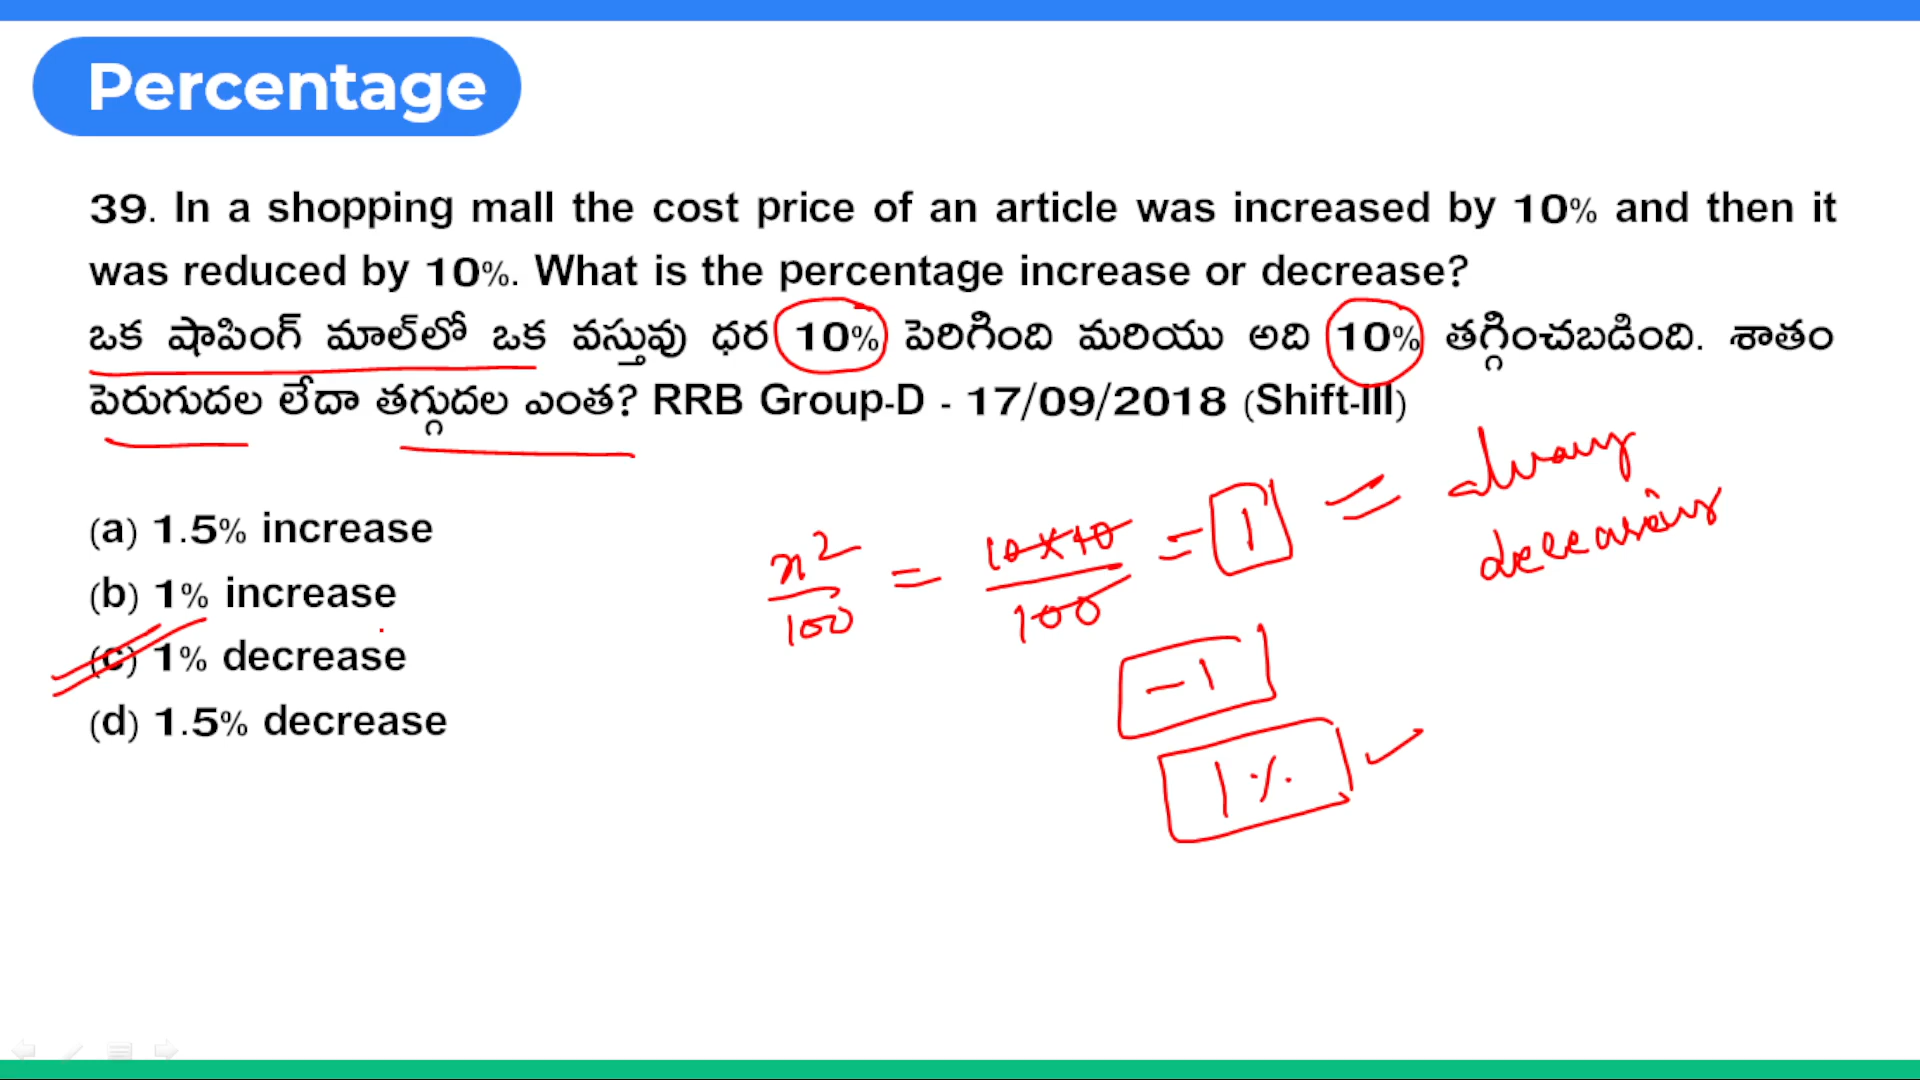 Percentage
39. In a shopping mall the cost price of an article was increased by 10% and then it
was reduced by 10%. What is the percentage increase or decrease?
ఒక షాపింగ్ మాల్‌లో ఒక వస్తువు ధర 10% పెరిగింది మరియు అది 10% తగ్గించబడింది. శాతం
పెరుగుదల లేదా తగ్గుదల ఎంత? RRB Group-D - 17/09/2018 (Shift-III)
(a) 1.5% increase
(b) 1% increase
(c) 1% decrease
(d) 1.5% decrease
x²/100 = 10×10/100 = 1 =
-1
1%